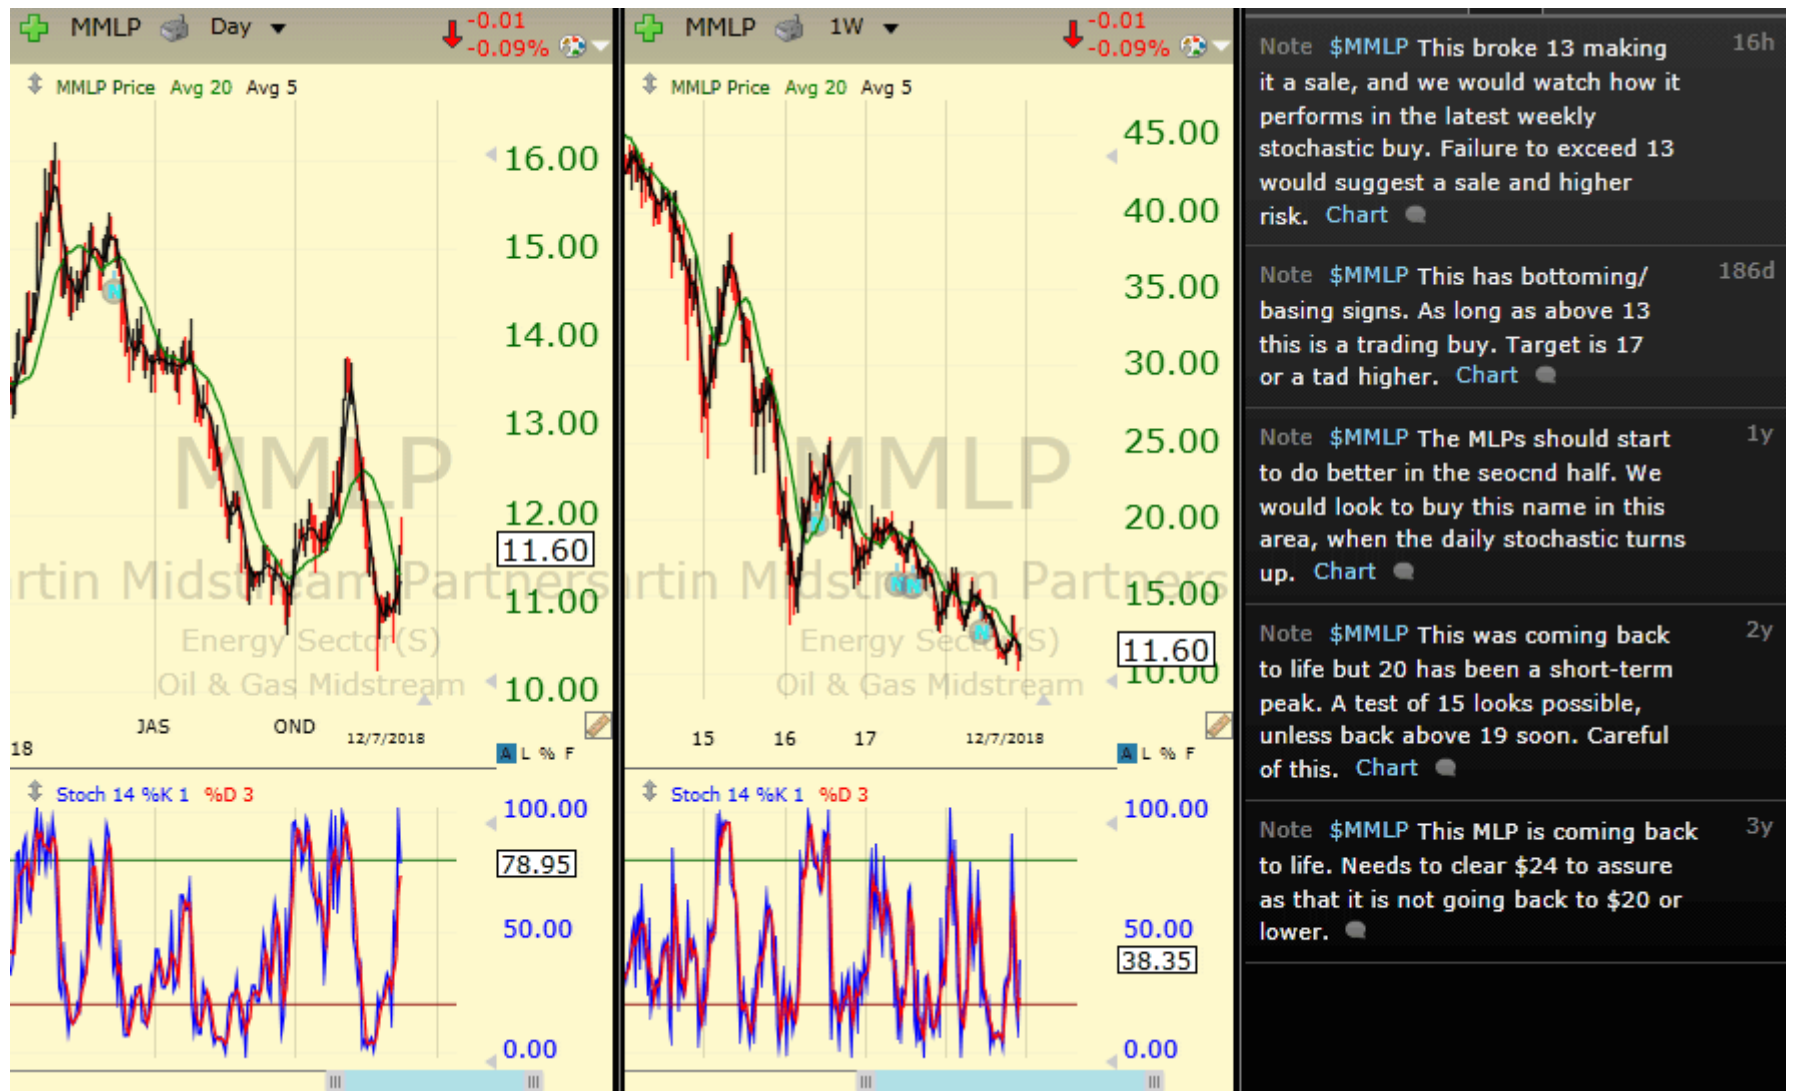 MMLP Day -0.01
-0.09%
MMLP Price Avg 20 Avg 5
16.00
15.00
14.00
13.00
12.00
11.60
11.00
10.00
MMLP
rtin Midstream Partners
Energy Sector(S)
Oil & Gas Midstream
18 JAS OND 12/7/2018
A L % F
Stoch 14 %K 1 %D 3
100.00
78.95
50.00
0.00
MMLP 1W -0.01
-0.09%
MMLP Price Avg 20 Avg 5
45.00
40.00
35.00
30.00
25.00
20.00
15.00
11.60
10.00
MMLP
rtin Midstream Partners
Energy Sector(S)
Oil & Gas Midstream
15 16 17 12/7/2018
A L % F
Stoch 14 %K 1 %D 3
100.00
50.00
38.35
0.00
Note $MMLP This broke 13 making 16h
it a sale, and we would watch how it
performs in the latest weekly
stochastic buy. Failure to exceed 13
would suggest a sale and higher
risk. Chart
Note $MMLP This has bottoming/ 186d
basing signs. As long as above 13
this is a trading buy. Target is 17
or a tad higher. Chart
Note $MMLP The MLPs should start 1y
to do better in the seocnd half. We
would look to buy this name in this
area, when the daily stochastic turns
up. Chart
Note $MMLP This was coming back 2y
to life but 20 has been a short-term
peak. A test of 15 looks possible,
unless back above 19 soon. Careful
of this. Chart
Note $MMLP This MLP is coming back 3y
to life. Needs to clear $24 to assure
as that it is not going back to $20 or
lower.